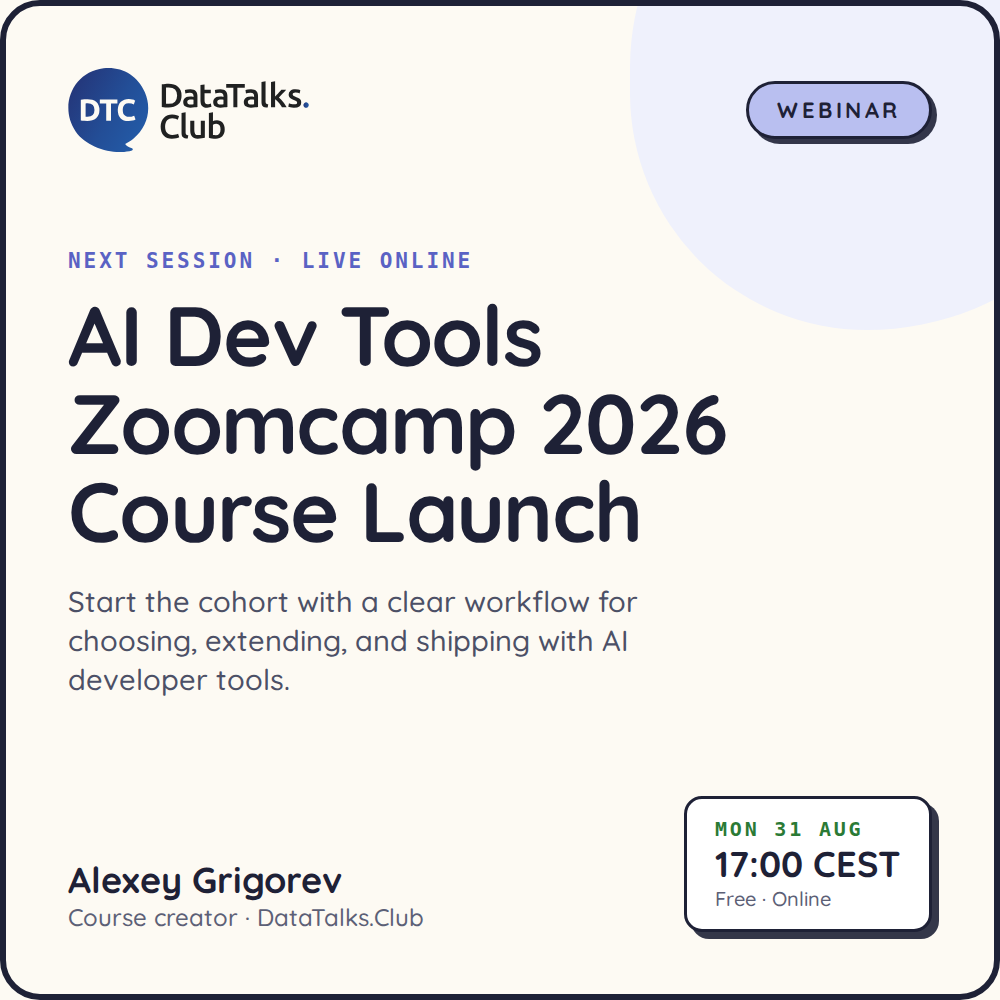 DTC
DataTalks.
Club
WEBINAR
NEXT SESSION · LIVE ONLINE
AI Dev Tools
Zoomcamp 2026
Course Launch
Start the cohort with a clear workflow for
choosing, extending, and shipping with AI
developer tools.
Alexey Grigorev
Course creator · DataTalks.Club
MON 31 AUG
17:00 CEST
Free · Online